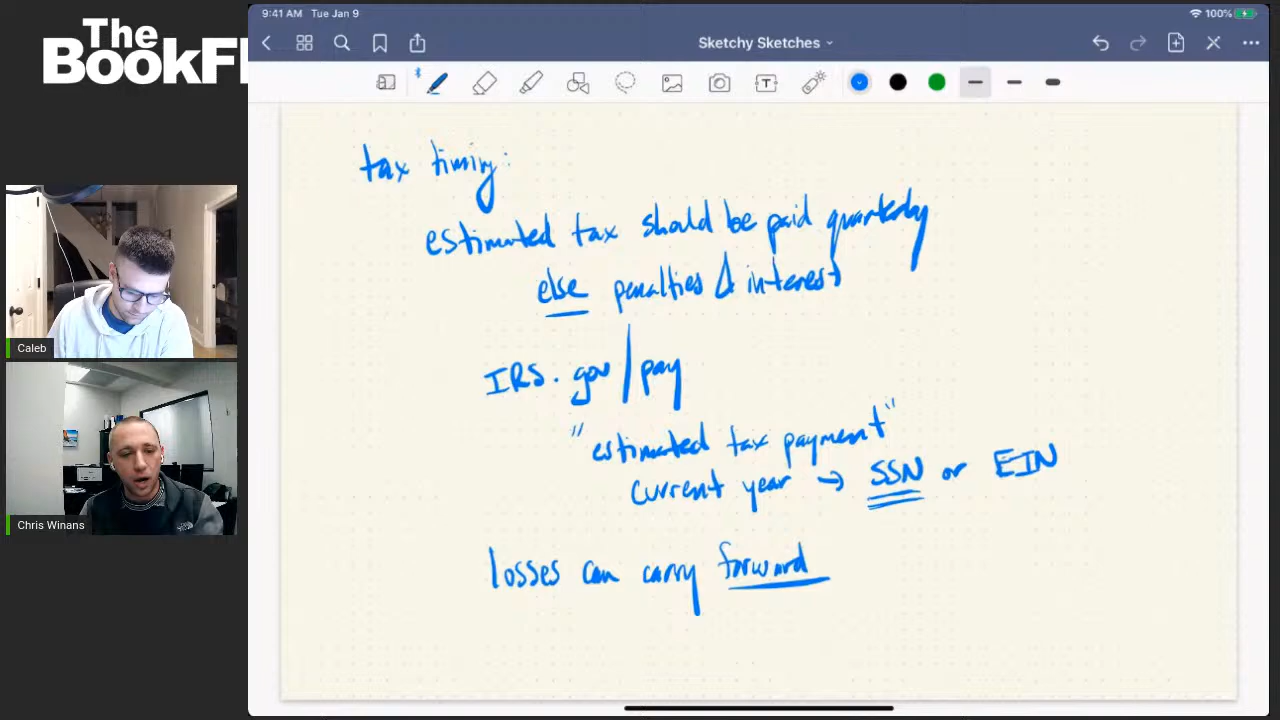 The
BookFl
9:41 AM Tue Jan 9
100%
Sketchy Sketches
T
tax timing:
estimated tax should be paid quarterly
else penalties & interest
IRS.gov/pay
"estimated tax payment"
current year → SSN or EIN
losses can carry forward
Caleb
Chris Winans